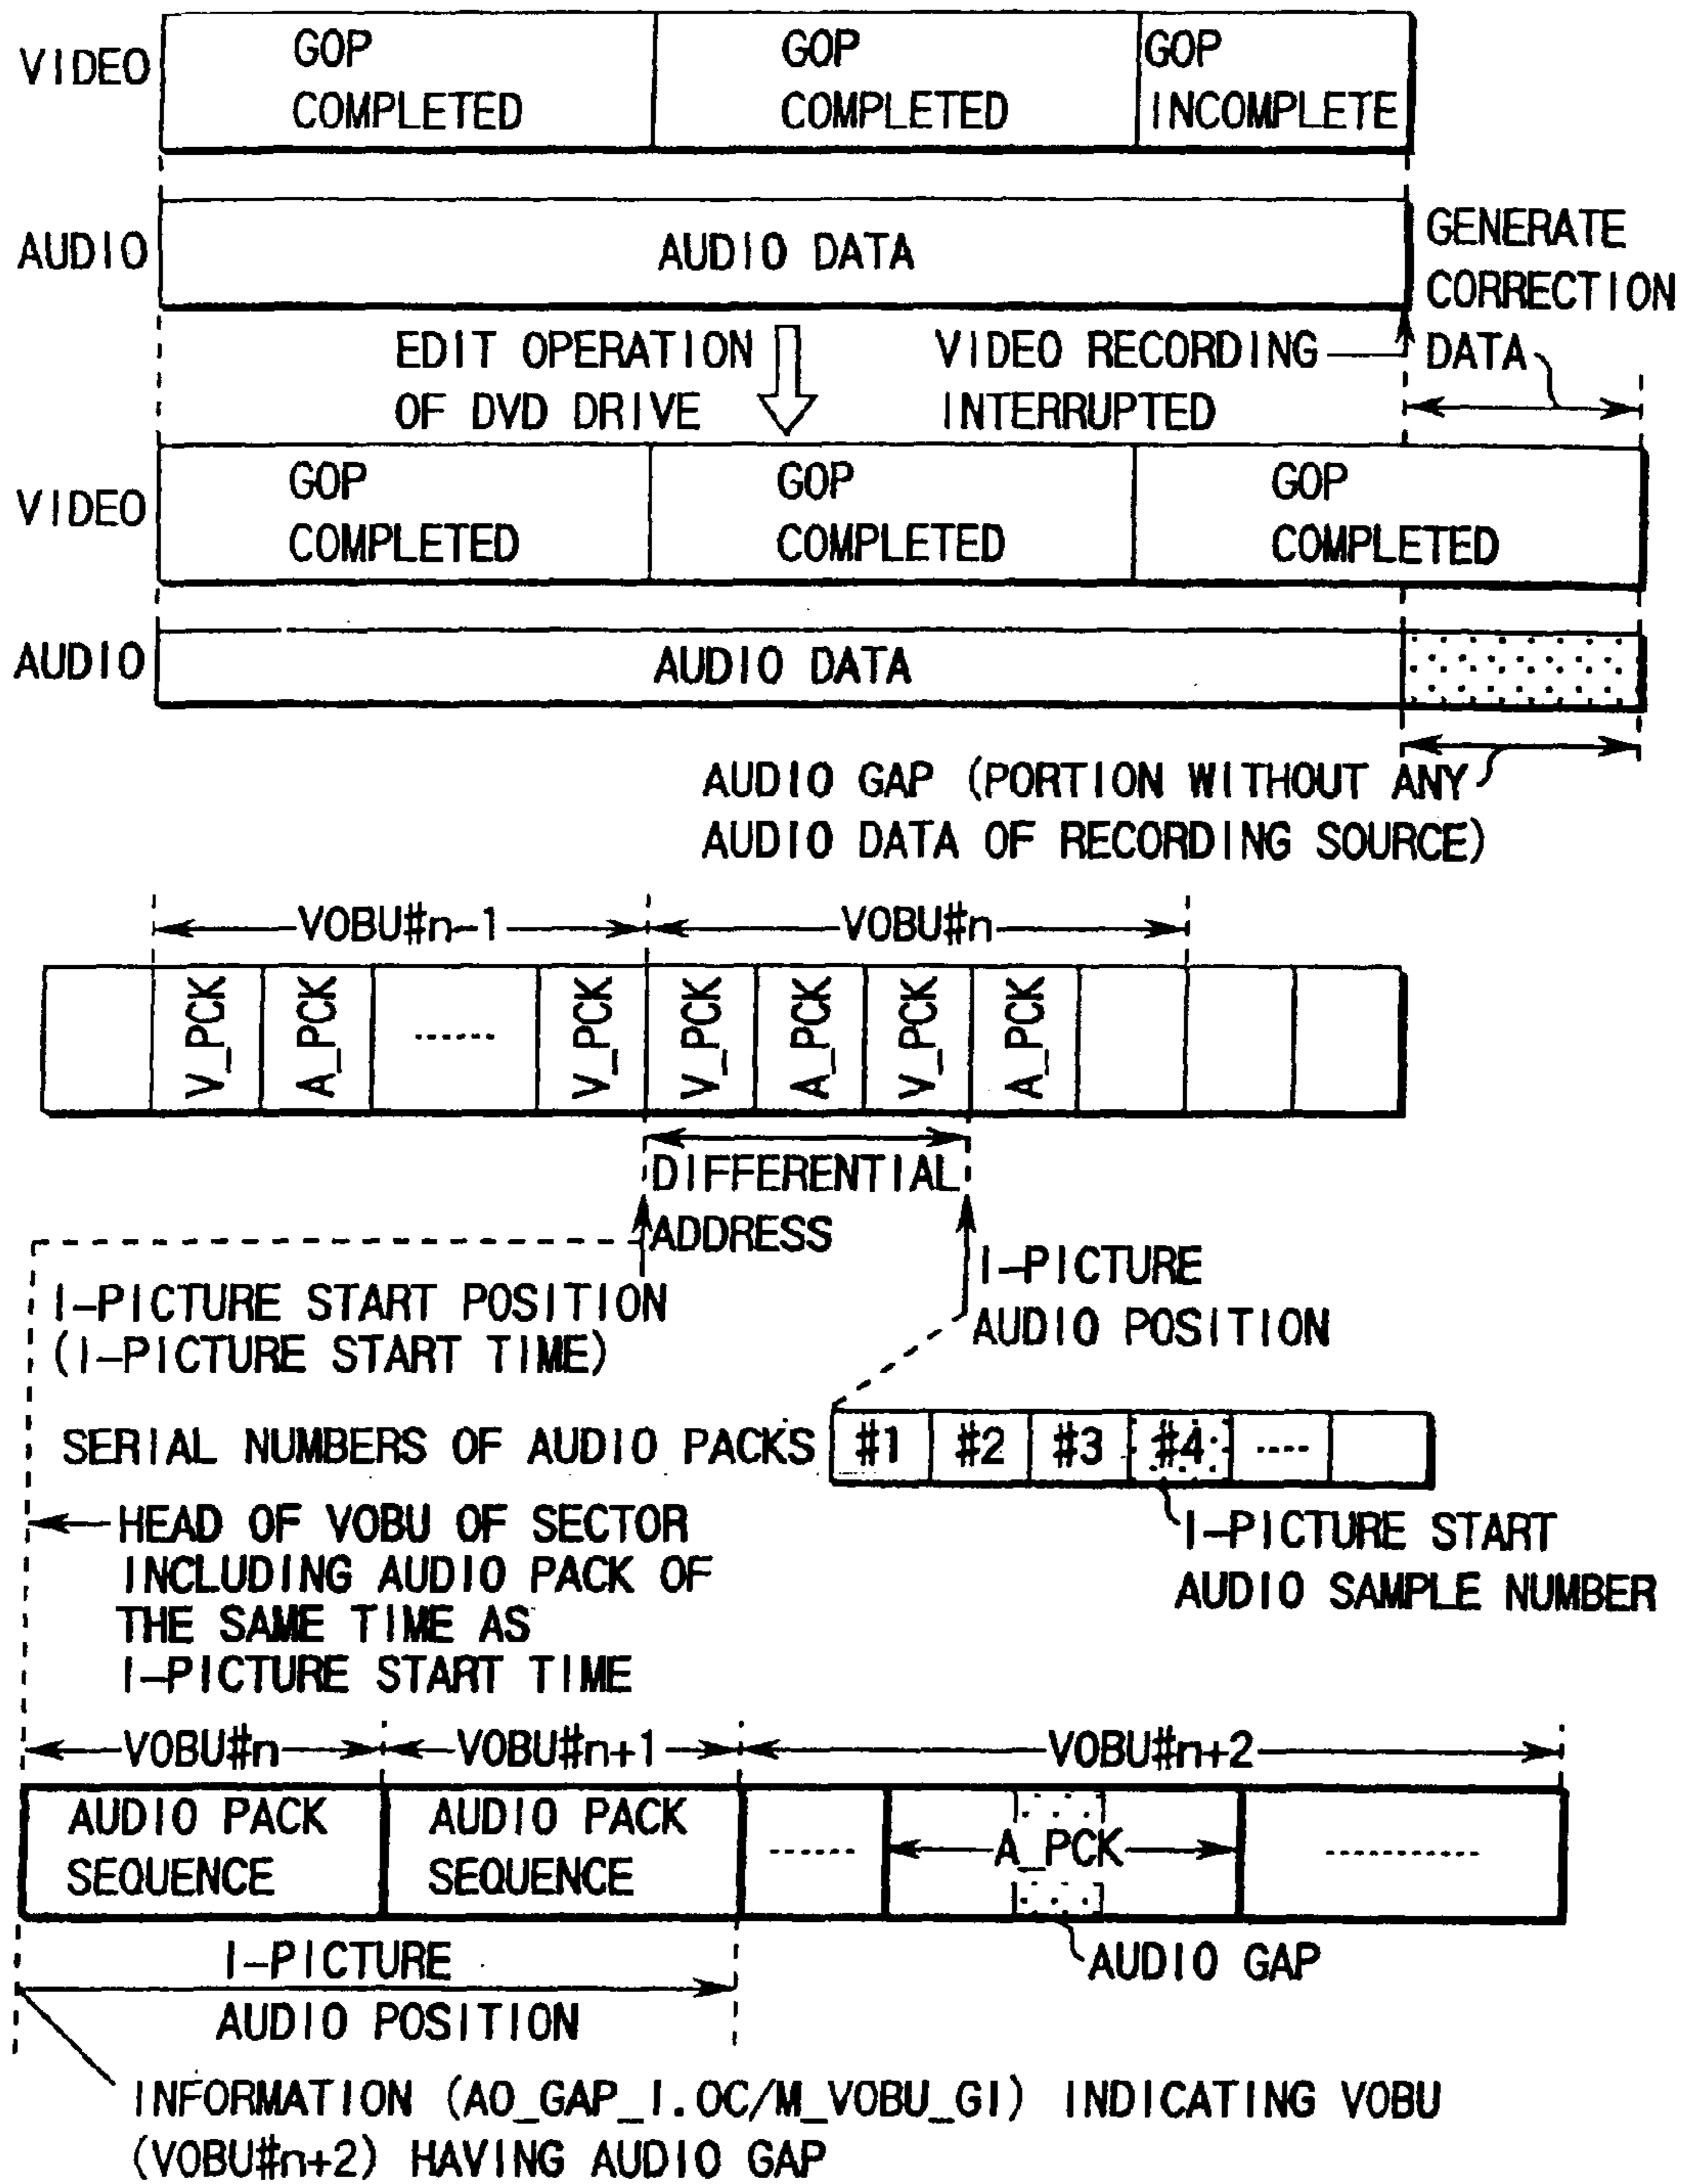 VIDEO
GOP
COMPLETED
GOP
COMPLETED
GOP
INCOMPLETE
AUDIO
AUDIO DATA
GENERATE
CORRECTION
DATA
EDIT OPERATION
OF DVD DRIVE
VIDEO RECORDING
INTERRUPTED
VIDEO
GOP
COMPLETED
GOP
COMPLETED
GOP
COMPLETED
AUDIO
AUDIO DATA
AUDIO GAP (PORTION WITHOUT ANY
AUDIO DATA OF RECORDING SOURCE)
VOBU#n-1
VOBU#n
V_PCK
A_PCK
......
V_PCK
V_PCK
A_PCK
V_PCK
A_PCK
DIFFERENTIAL
ADDRESS
I-PICTURE START POSITION
(I-PICTURE START TIME)
I-PICTURE
AUDIO POSITION
SERIAL NUMBERS OF AUDIO PACKS
#1
#2
#3
#4
----
I-PICTURE START
AUDIO SAMPLE NUMBER
HEAD OF VOBU OF SECTOR
INCLUDING AUDIO PACK OF
THE SAME TIME AS
I-PICTURE START TIME
VOBU#n
VOBU#n+1
VOBU#n+2
AUDIO PACK
SEQUENCE
AUDIO PACK
SEQUENCE
......
A_PCK
............
AUDIO GAP
I-PICTURE
AUDIO POSITION
INFORMATION (A0_GAP_I.OC/M_VOBU_GI) INDICATING VOBU
(VOBU#n+2) HAVING AUDIO GAP